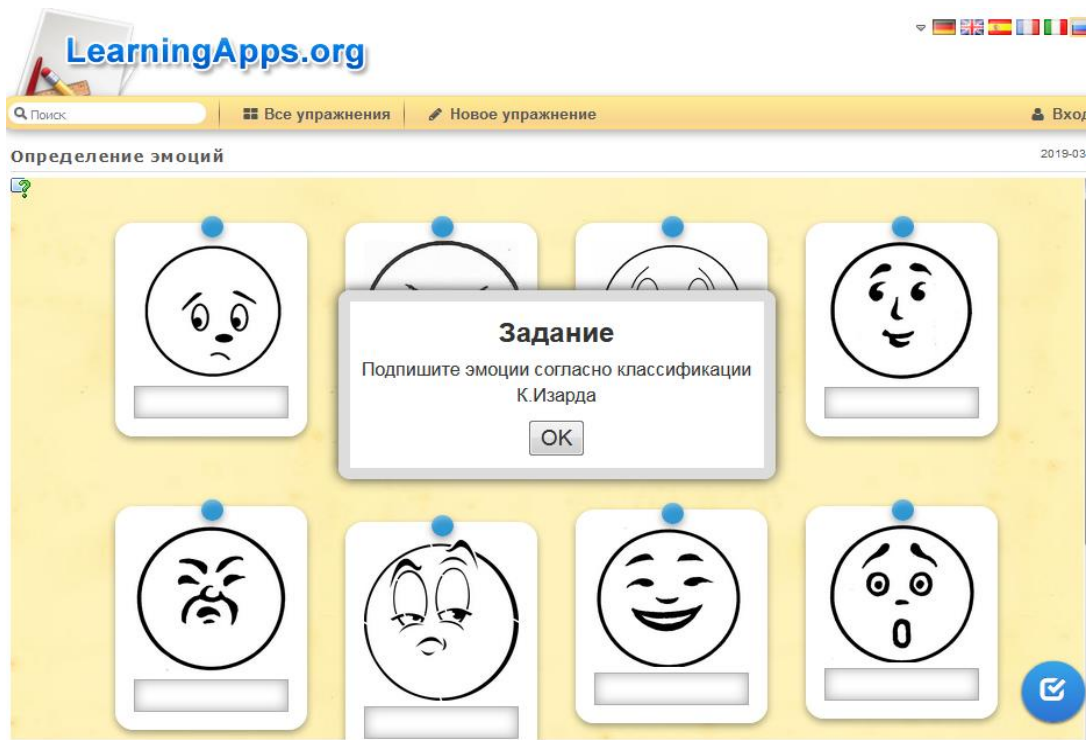 LearningApps.org
Поиск
Все упражнения
Новое упражнение
Вход
Определение эмоций
2019-03
Задание
Подпишите эмоции согласно классификации
К.Изарда
OK